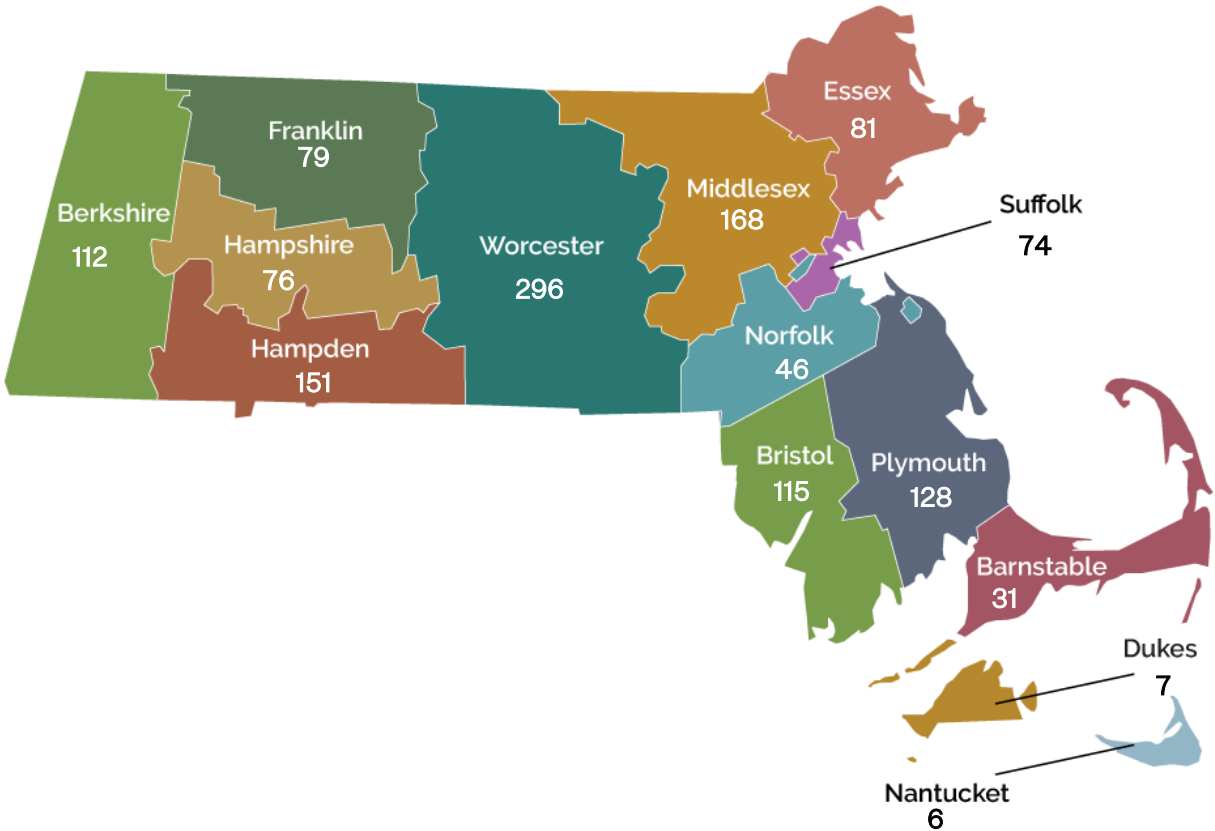 Essex
81
Franklin
79
Middlesex
168
Suffolk
74
Berkshire
112
Hampshire
76
Worcester
296
Norfolk
46
Hampden
151
Bristol
115
Plymouth
128
Barnstable
31
Dukes
7
Nantucket
6